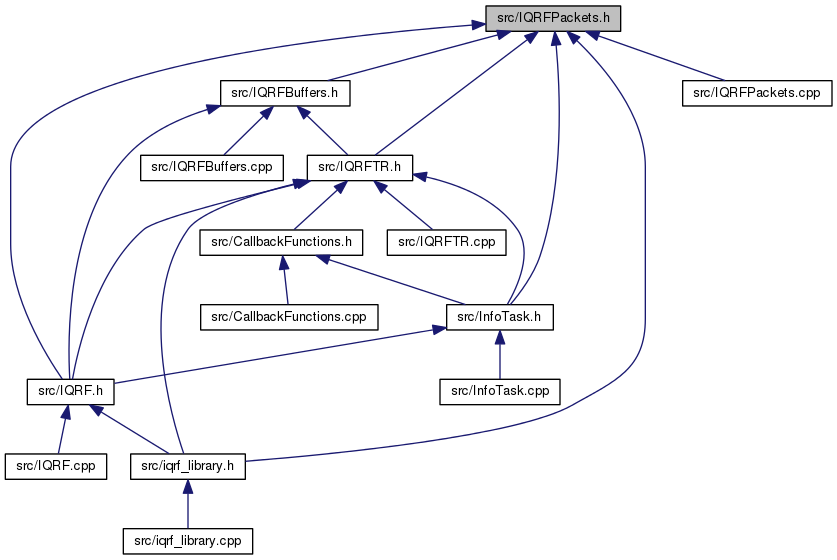 src/IQRFPackets.h
src/IQRFBuffers.h
src/IQRFPackets.cpp
src/IQRFBuffers.cpp
src/IQRFTR.h
src/CallbackFunctions.h
src/IQRFTR.cpp
src/CallbackFunctions.cpp
src/InfoTask.h
src/IQRF.h
src/InfoTask.cpp
src/IQRF.cpp
src/iqrf_library.h
src/iqrf_library.cpp